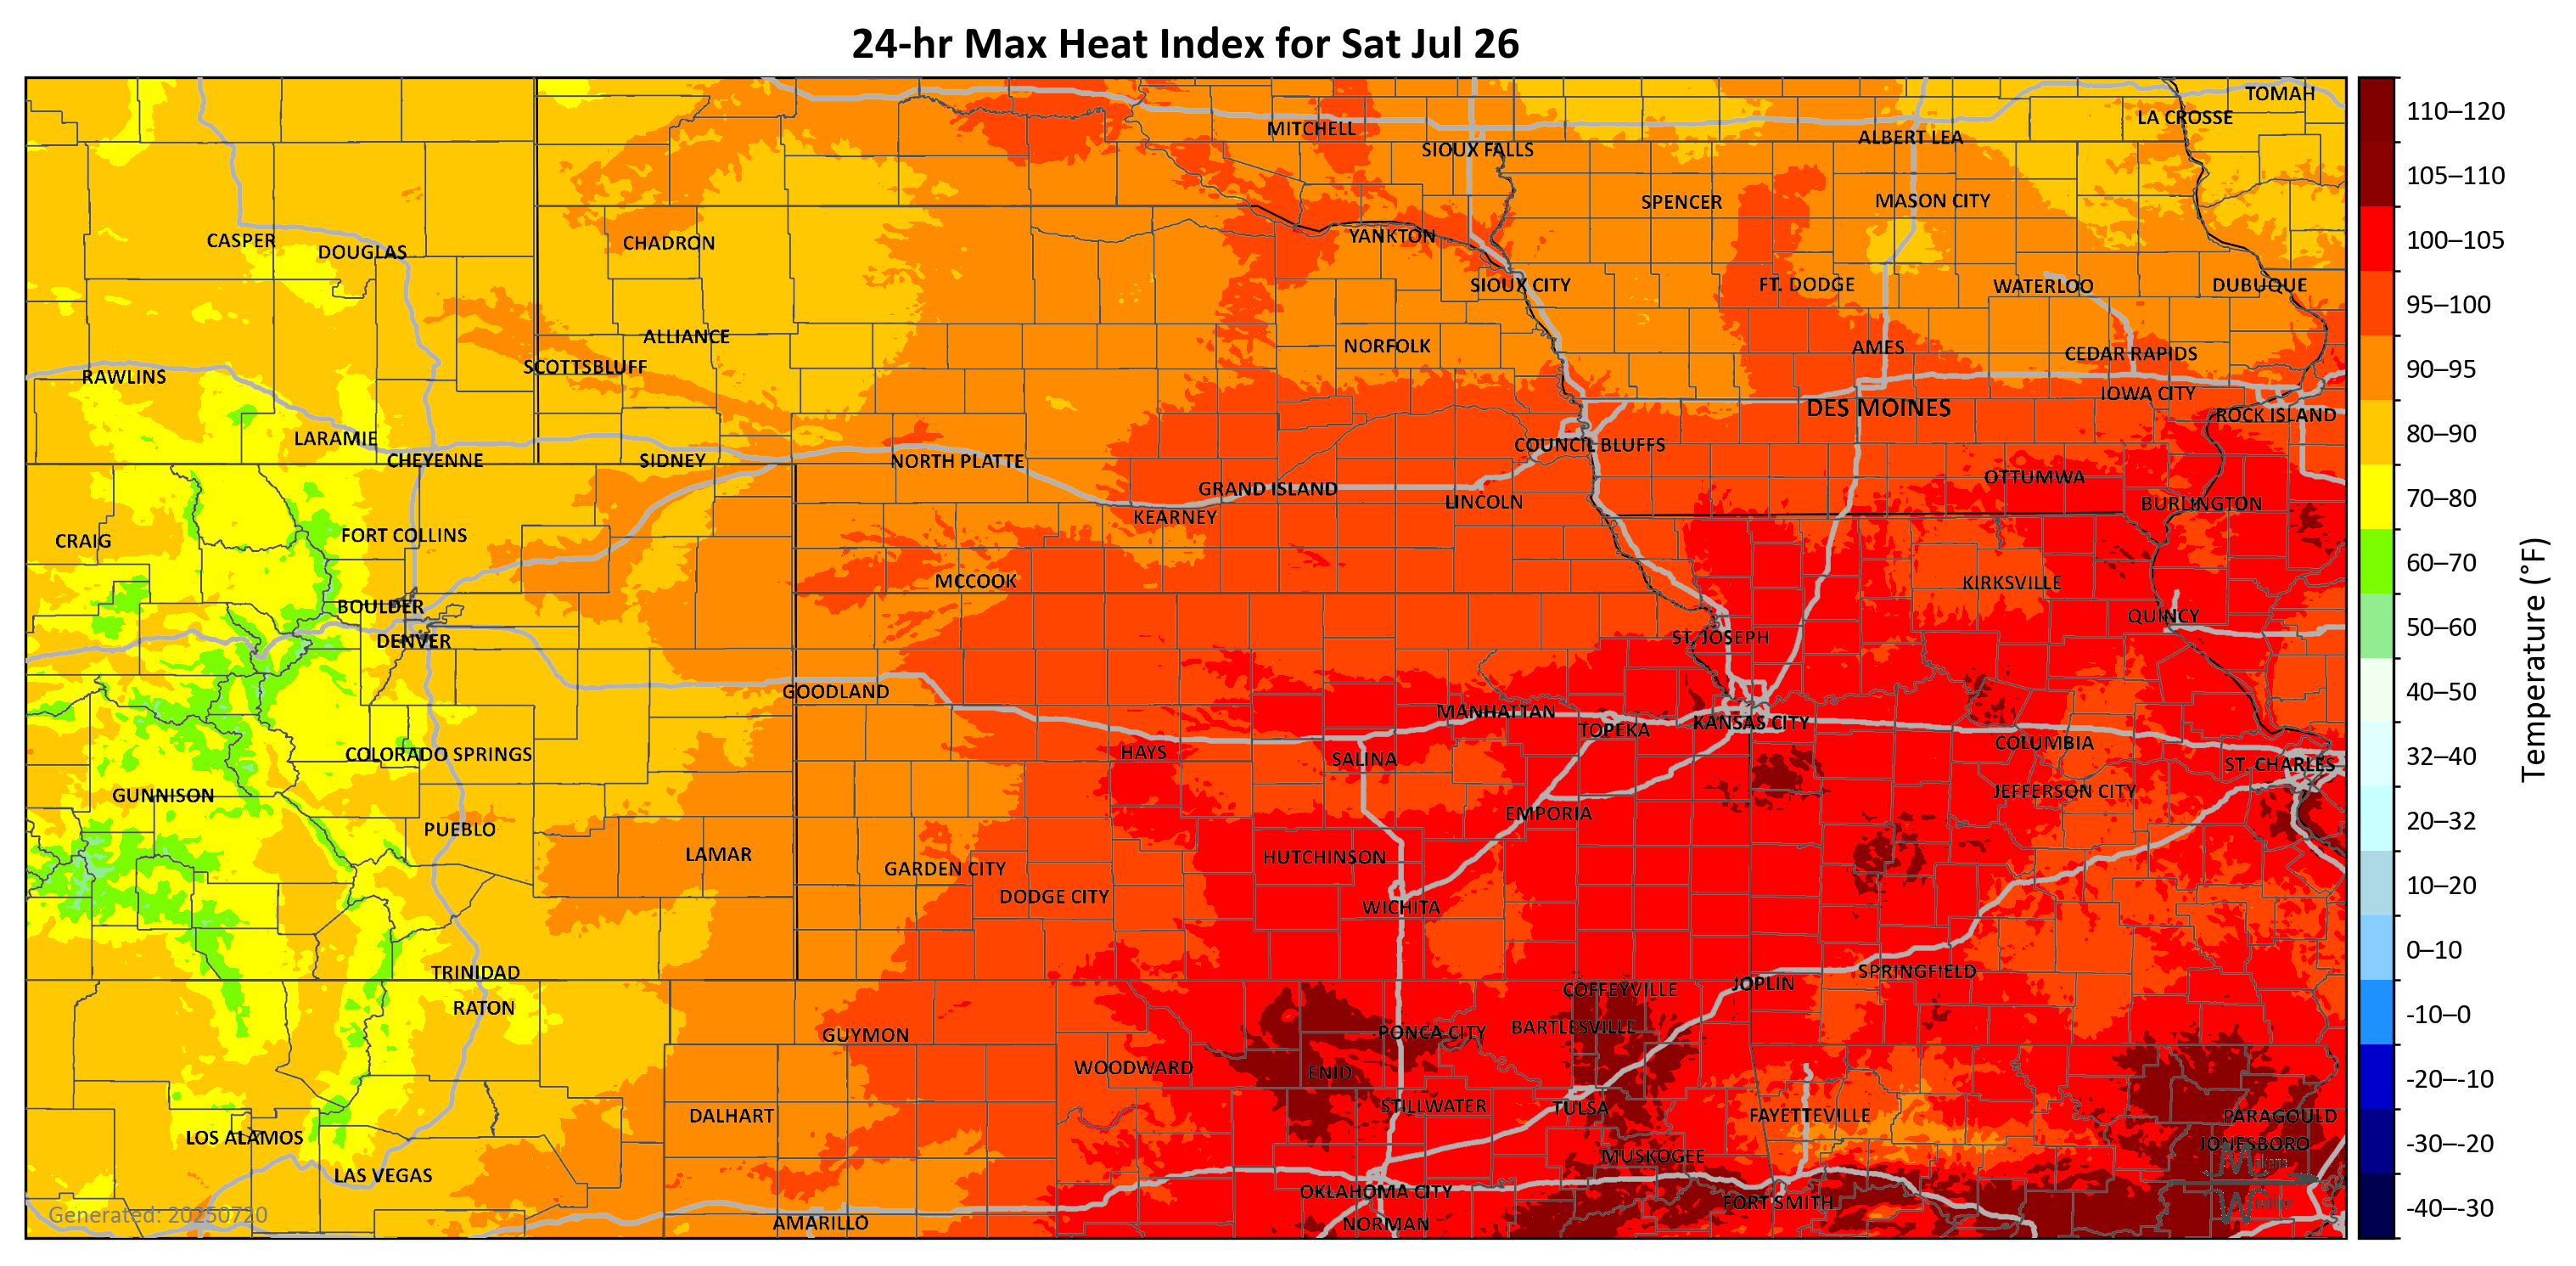 24-hr Max Heat Index for Sat Jul 26
TOMAH
LA CROSSE
MITCHELL
ALBERT LEA
SIOUX FALLS
SPENCER
MASON CITY
YANKTON
CASPER
CHADRON
DOUGLAS
SIOUX CITY
FT. DODGE
WATERLOO
DUBUQUE
ALLIANCE
NORFOLK
AMES
CEDAR RAPIDS
SCOTTSBLUFF
RAWLINS
IOWA CITY
DES MOINES
ROCK ISLAND
LARAMIE
COUNCIL BLUFFS
CHEYENNE
SIDNEY
NORTH PLATTE
OTTUMWA
GRAND ISLAND
LINCOLN
BURLINGTON
KEARNEY
FORT COLLINS
CRAIG
MCCOOK
KIRKSVILLE
BOULDER
QUINCY
DENVER
ST. JOSEPH
GOODLAND
MANHATTAN
KANSAS CITY
TOPEKA
COLUMBIA
HAYS
COLORADO SPRINGS
SALINA
ST. CHARLES
GUNNISON
JEFFERSON CITY
EMPORIA
PUEBLO
LAMAR
HUTCHINSON
GARDEN CITY
DODGE CITY
WICHITA
TRINIDAD
SPRINGFIELD
JOPLIN
COFFEYVILLE
RATON
BARTLESVILLE
PONCA CITY
GUYMON
WOODWARD
ENID
STILLWATER
TULSA
DALHART
FAYETTEVILLE
PARAGOULD
LOS ALAMOS
JONESBORO
MUSKOGEE
LAS VEGAS
OKLAHOMA CITY
FORT SMITH
AMARILLO
NORMAN
Generated: 20250720
110–120
105–110
100–105
95–100
90–95
80–90
70–80
60–70
50–60
40–50
32–40
20–32
10–20
0–10
-10–0
-20–-10
-30–-20
-40–-30
Temperature (°F)